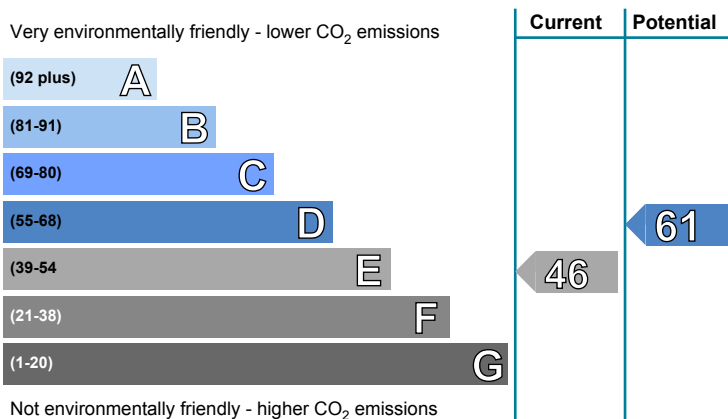 Very environmentally friendly - lower CO2 emissions
Current
Potential
(92 plus) A
(81-91) B
(69-80) C
(55-68) D
61
(39-54 E
46
(21-38) F
(1-20) G
Not environmentally friendly - higher CO2 emissions